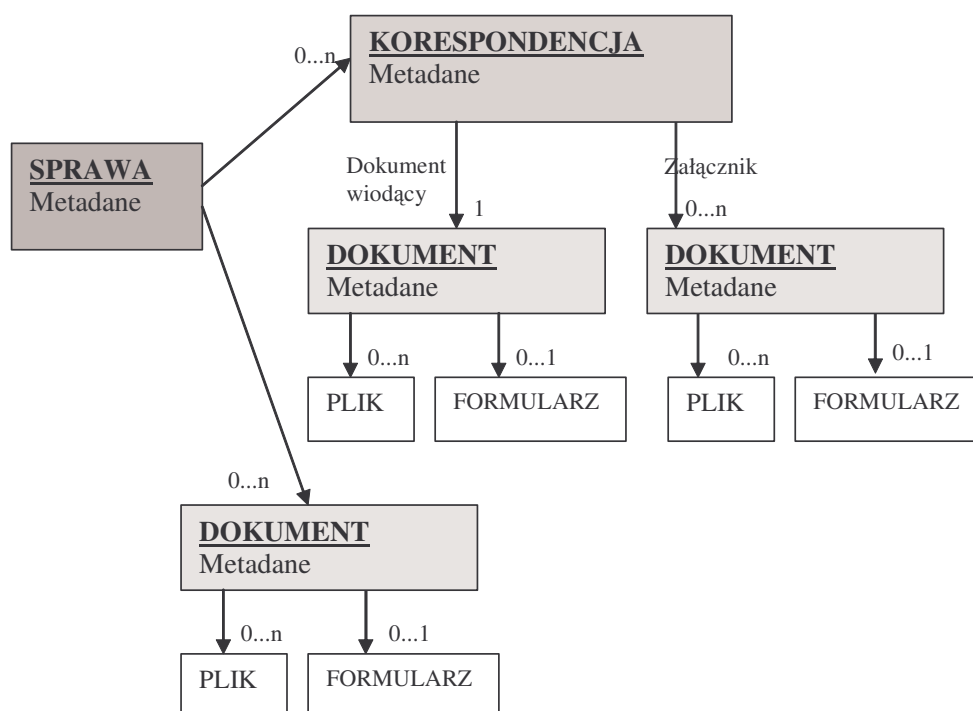 KORESPONDENCJA
Metadane
0...n
SPRAWA
Metadane
Dokument
wiodący
1
Załącznik
0...n
DOKUMENT
Metadane
DOKUMENT
Metadane
0...n
0...1
0...n
0...1
PLIK
FORMULARZ
PLIK
FORMULARZ
0...n
DOKUMENT
Metadane
0...n
0...1
PLIK
FORMULARZ